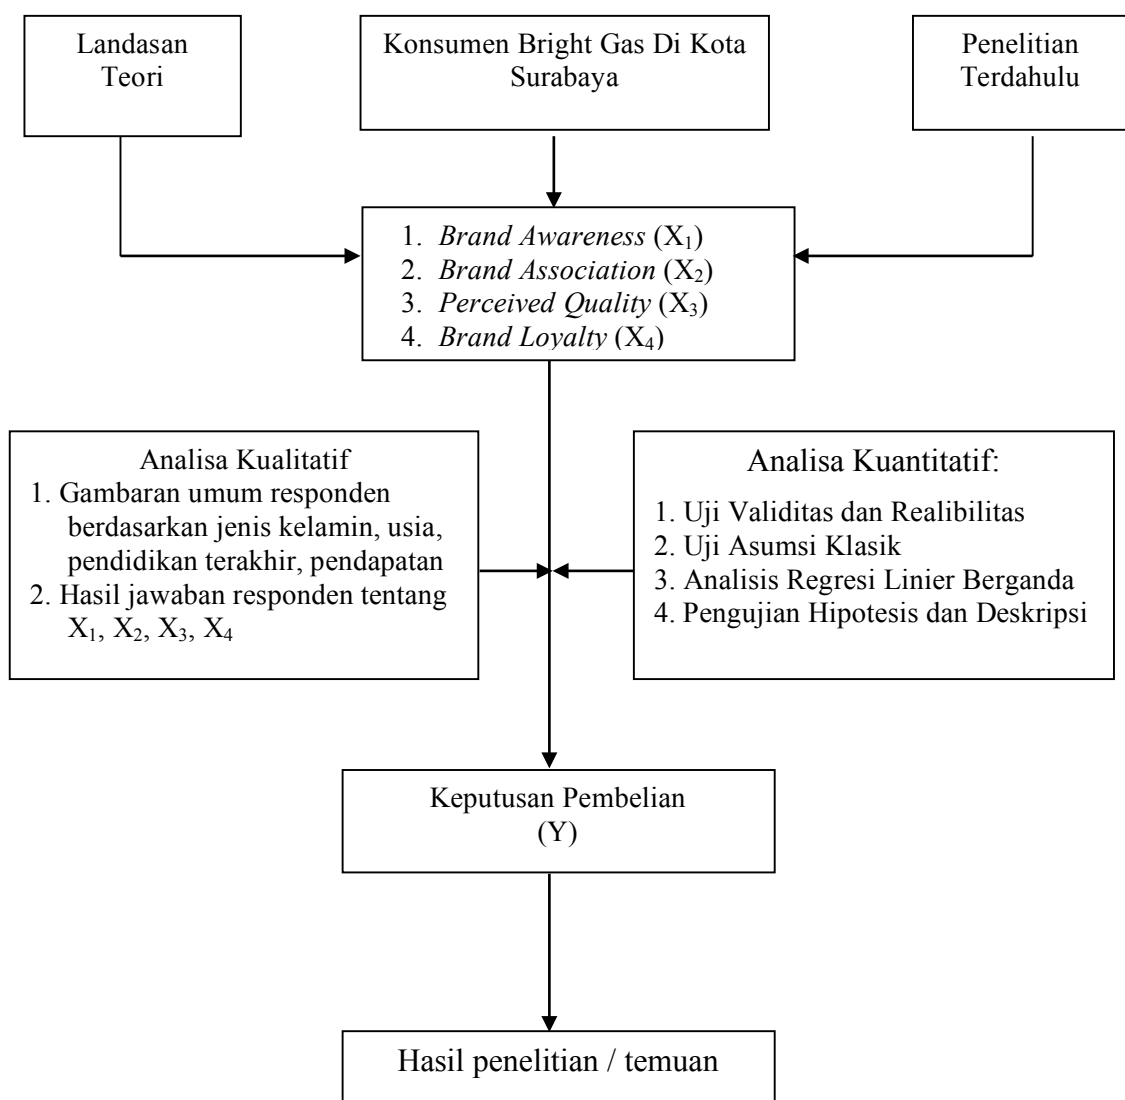 Landasan
Teori
Konsumen Bright Gas Di Kota
Surabaya
Penelitian
Terdahulu
1. Brand Awareness (X₁)
2. Brand Association (X₂)
3. Perceived Quality (X₃)
4. Brand Loyalty (X₄)
Analisa Kualitatif
1. Gambaran umum responden
berdasarkan jenis kelamin, usia,
pendidikan terakhir, pendapatan
2. Hasil jawaban responden tentang
X₁, X₂, X₃, X₄
Analisa Kuantitatif:
1. Uji Validitas dan Realibilitas
2. Uji Asumsi Klasik
3. Analisis Regresi Linier Berganda
4. Pengujian Hipotesis dan Deskripsi
Keputusan Pembelian
(Y)
Hasil penelitian / temuan